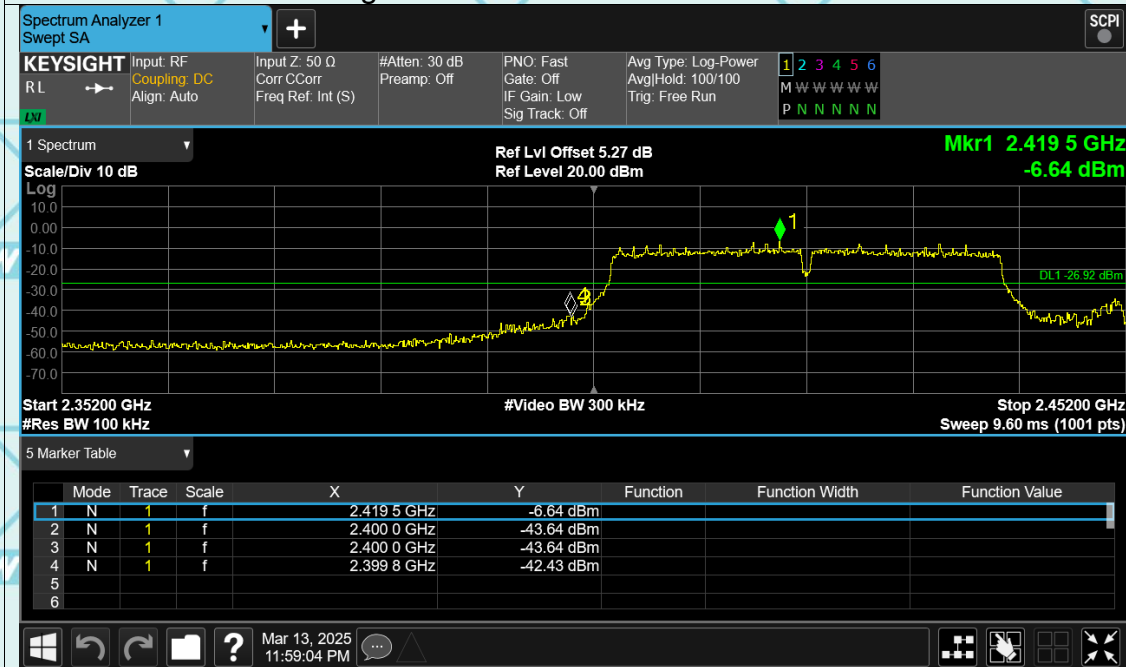 Spectrum Analyzer 1
Swept SA
+
SCPI
KEYSIGHT
RL
LXI
Input: RF
Coupling: DC
Align: Auto
Input Z: 50 Ω
Corr CCorr
Freq Ref: Int (S)
#Atten: 30 dB
Preamp: Off
PNO: Fast
Gate: Off
IF Gain: Low
Sig Track: Off
Avg Type: Log-Power
Avg|Hold: 100/100
Trig: Free Run
1 2 3 4 5 6
M W W W W W W
P N N N N N N
1 Spectrum
Scale/Div 10 dB
Ref Lvl Offset 5.27 dB
Ref Level 20.00 dBm
Mkr1 2.419 5 GHz
-6.64 dBm
Log
10.0
0.00
-10.0
-20.0
-30.0
-40.0
-50.0
-60.0
-70.0
1
DL1 -26.92 dBm
Start 2.35200 GHz
#Res BW 100 kHz
#Video BW 300 kHz
Stop 2.45200 GHz
Sweep 9.60 ms (1001 pts)
5 Marker Table
Mode Trace Scale X Y Function Function Width Function Value
1 N 1 f 2.419 5 GHz -6.64 dBm
2 N 1 f 2.400 0 GHz -43.64 dBm
3 N 1 f 2.400 0 GHz -43.64 dBm
4 N 1 f 2.399 8 GHz -42.43 dBm
5
6
?
Mar 13, 2025
11:59:04 PM